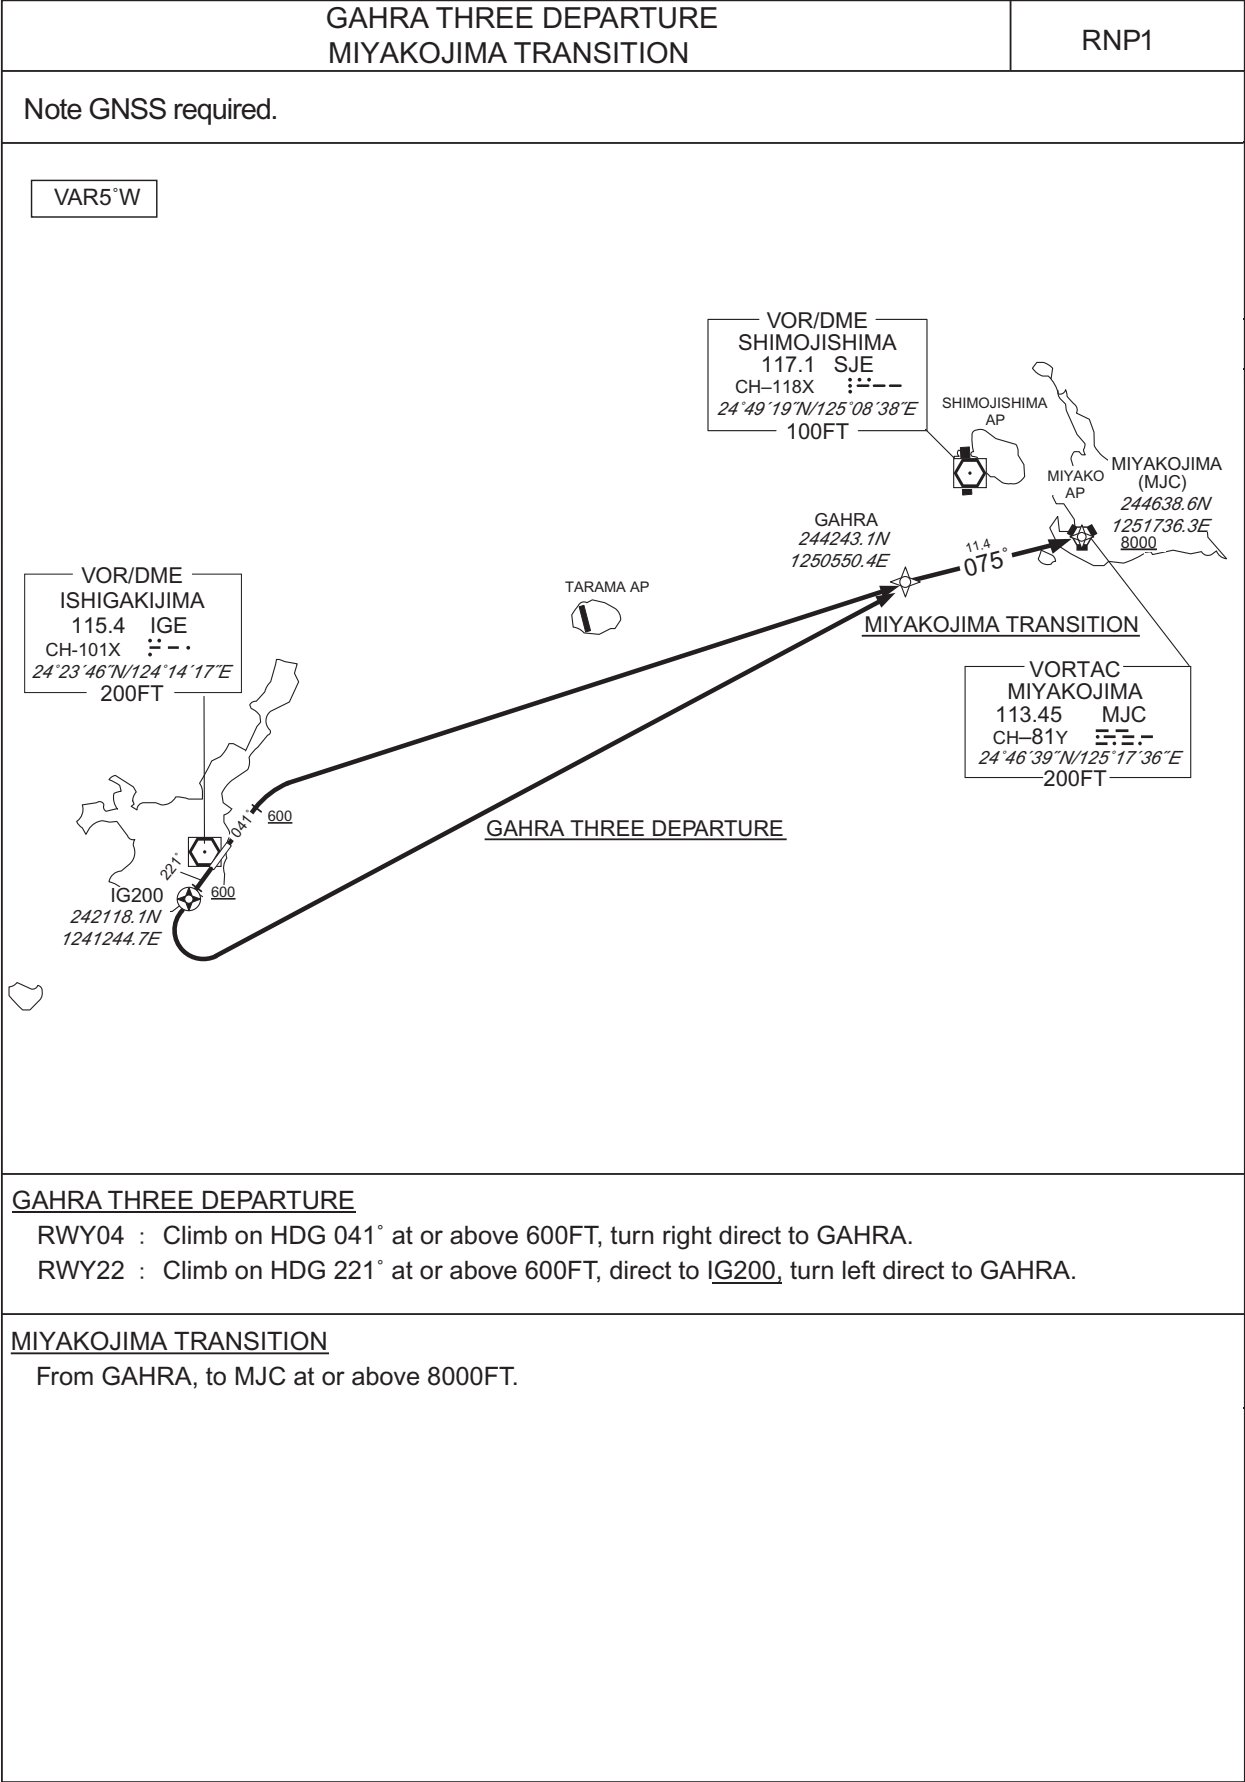 GAHRA THREE DEPARTURE
MIYAKOJIMA TRANSITION
RNP1
Note GNSS required.
VAR5˚W
VOR/DME
SHIMOJISHIMA
117.1 SJE
CH–118X
24˚49´19˝N/125˚08´38˝E
100FT
SHIMOJISHIMA
AP
MIYAKO
AP
MIYAKOJIMA
(MJC)
244638.6N
1251736.3E
8000
GAHRA
244243.1N
1250550.4E
11.4
075˚
MIYAKOJIMA TRANSITION
TARAMA AP
VOR/DME
ISHIGAKIJIMA
115.4 IGE
CH-101X
24˚23´46˝N/124˚14´17˝E
200FT
VORTAC
MIYAKOJIMA
113.45 MJC
CH–81Y
24˚46´39˝N/125˚17´36˝E
200FT
041˚
600
GAHRA THREE DEPARTURE
221˚
600
IG200
242118.1N
1241244.7E
GAHRA THREE DEPARTURE
RWY04 : Climb on HDG 041˚ at or above 600FT, turn right direct to GAHRA.
RWY22 : Climb on HDG 221˚ at or above 600FT, direct to IG200, turn left direct to GAHRA.
MIYAKOJIMA TRANSITION
From GAHRA, to MJC at or above 8000FT.